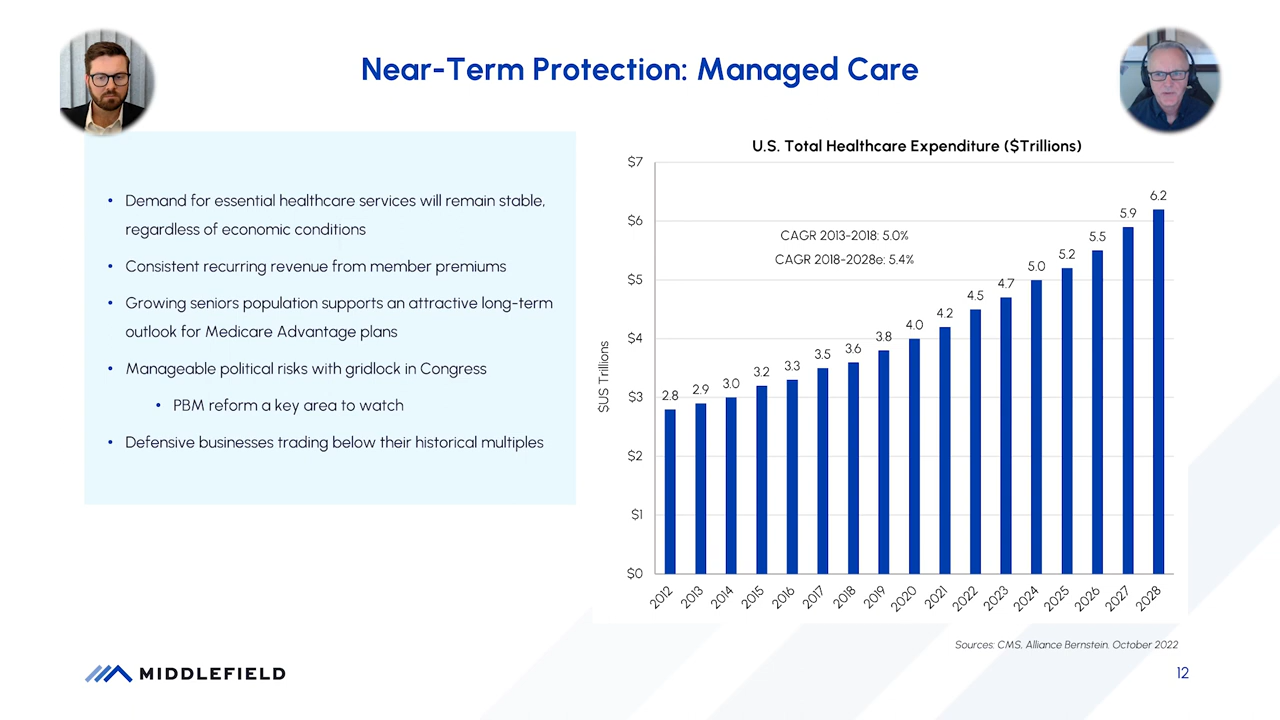 Near-Term Protection: Managed Care
• Demand for essential healthcare services will remain stable,
regardless of economic conditions
• Consistent recurring revenue from member premiums
• Growing seniors population supports an attractive long-term
outlook for Medicare Advantage plans
• Manageable political risks with gridlock in Congress
• PBM reform a key area to watch
• Defensive businesses trading below their historical multiples
U.S. Total Healthcare Expenditure ($Trillions)
CAGR 2013-2018: 5.0%
CAGR 2018-2028e: 5.4%
$US Trillions
$7
$6
$5
$4
$3
$2
$1
$0
2.8 2.9 3.0 3.2 3.3 3.5 3.6 3.8 4.0 4.2 4.5 4.7 5.0 5.2 5.5 5.9 6.2
2012 2013 2014 2015 2016 2017 2018 2019 2020 2021 2022 2023 2024 2025 2026 2027 2028
Sources: CMS, Alliance Bernstein. October 2022
MIDDLEFIELD
12